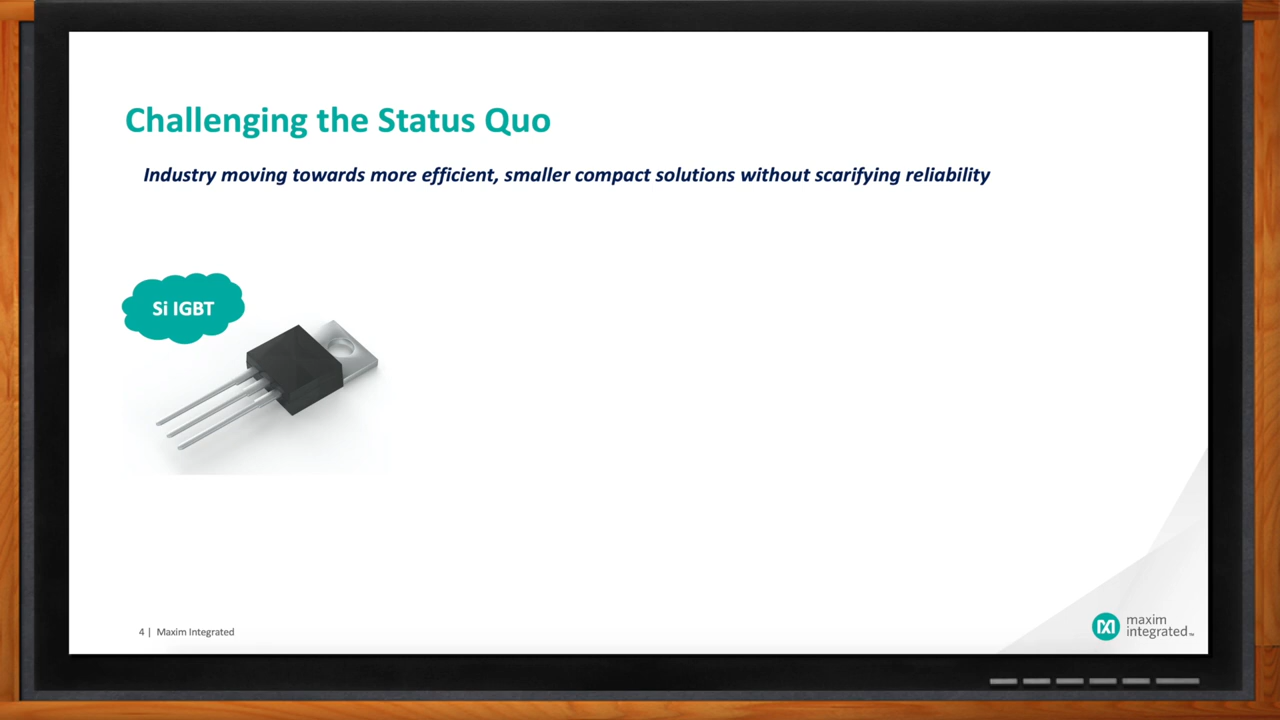 Challenging the Status Quo
Industry moving towards more efficient, smaller compact solutions without scarifying reliability
Si IGBT
4 | Maxim Integrated
maxim
integrated™